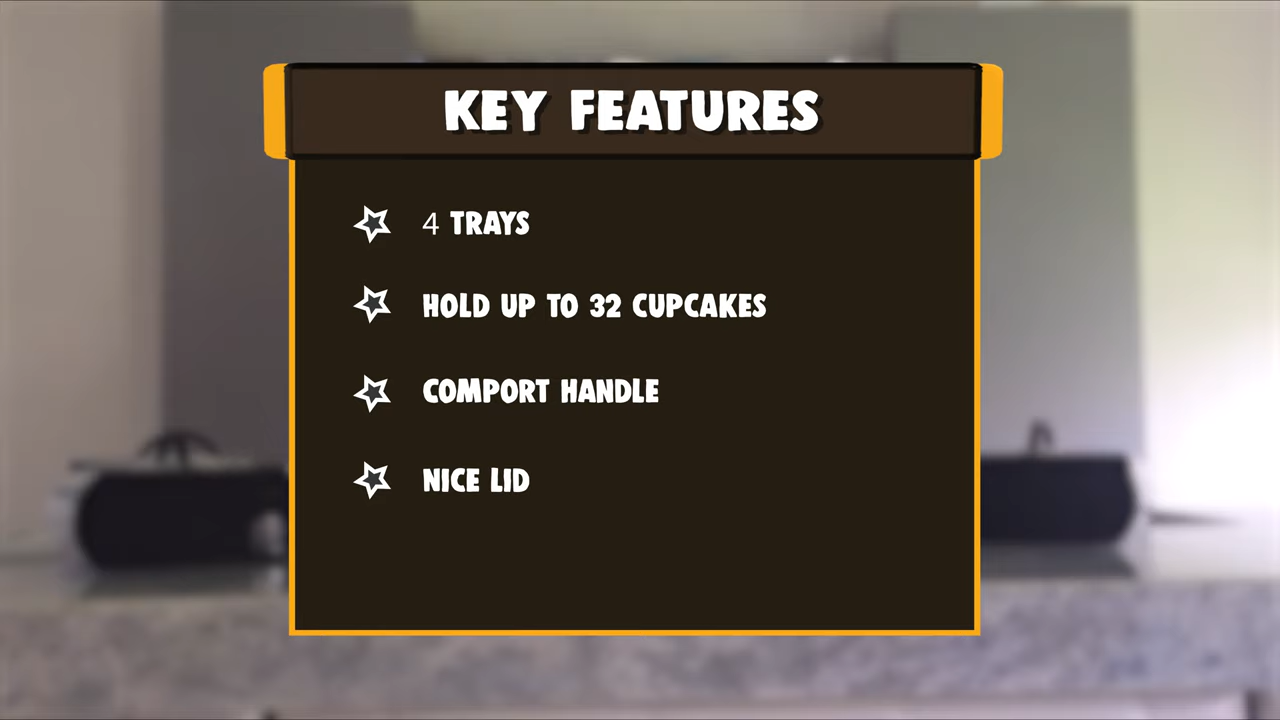 KEY FEATURES
4 TRAYS
HOLD UP TO 32 CUPCAKES
COMPORT HANDLE
NICE LID